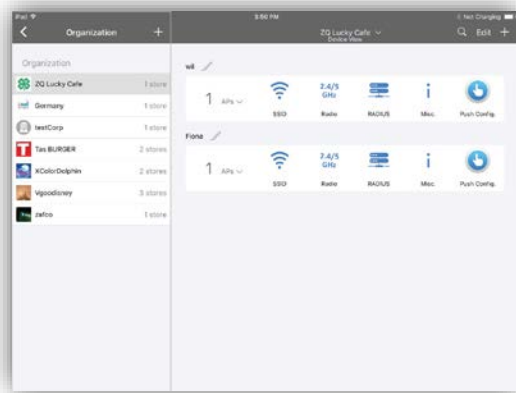 iPad 3:50 PM Not Charging
Organization +
ZQ Lucky Cafe
Device View
Edit +
Organization
ZQ Lucky Cafe 1 store
Germany 1 store
testCorp 1 store
Tas BURGER 2 stores
XColorDolphin 2 stores
Vgoodisney 3 stores
zafco 1 store
wil
1 APs
SSID
2.4/5
GHz
Radio
RADIUS
i
Misc.
Push Config.
Fiona
1 APs
SSID
2.4/5
GHz
Radio
RADIUS
i
Misc.
Push Config.